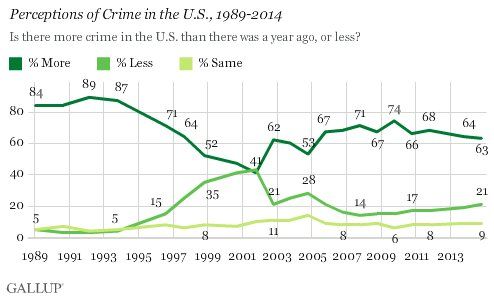 Perceptions of Crime in the U.S., 1989-2014
Is there more crime in the U.S. than there was a year ago, or less?
% More % Less % Same
84 89 87 71 64 52 41 62 53 67 71 67 74 66 68 64 63
5 5 15 35 21 28 14 17 21
8 11 8 6 8 9
80
60
40
20
0
1989 1991 1992 1993 1997 1999 2001 2003 2005 2007 2009 2011 2013
GALLUP